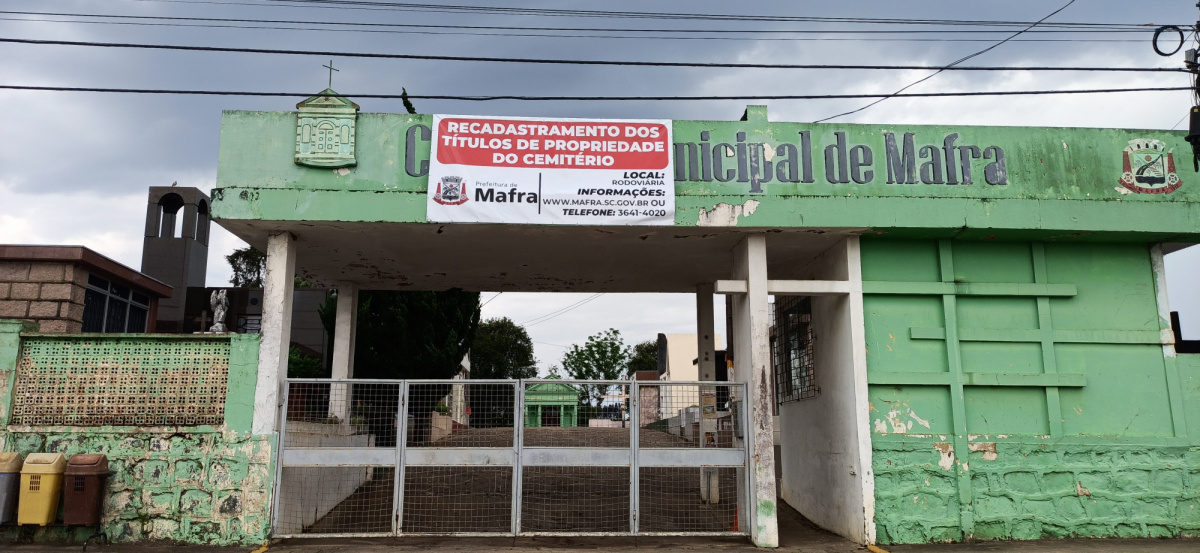 RECADASTRAMENTO DOS
TÍTULOS DE PROPRIEDADE
DO CEMITÉRIO
LOCAL:
RODOVIÁRIA
INFORMAÇÕES:
WWW.MAFRA.SC.GOV.BR OU
TELEFONE: 3641-4020
Prefeitura de
Mafra
C nicipal de Mafra